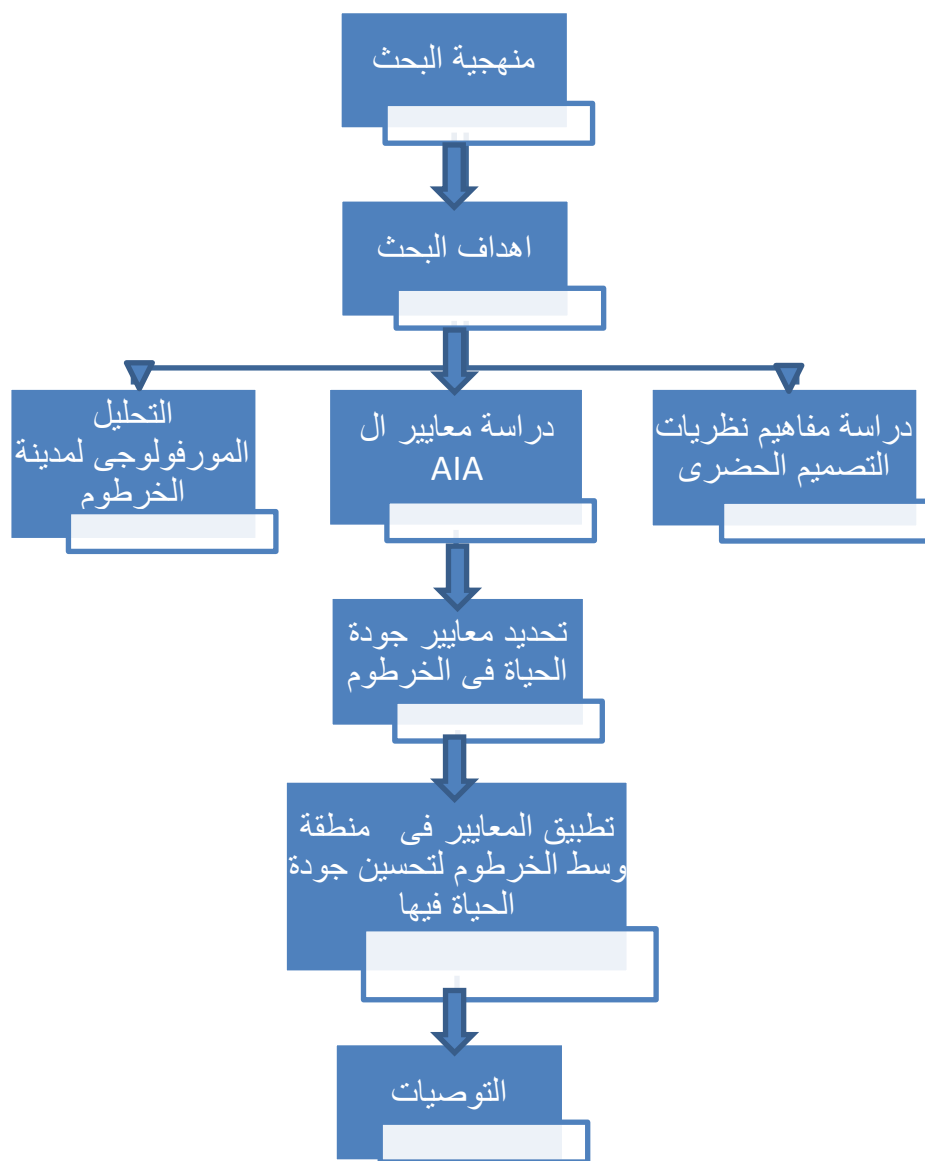 منهجية البحث
اهداف البحث
دراسة مفاهيم نظريات
التصميم الحضرى
دراسة معايير ال
AIA
التحليل
المورفولوجى لمدينة
الخرطوم
تحديد معايير جودة
الحياة فى الخرطوم
تطبيق المعايير فى منطقة
وسط الخرطوم لتحسين جودة
الحياة فيها
التوصيات